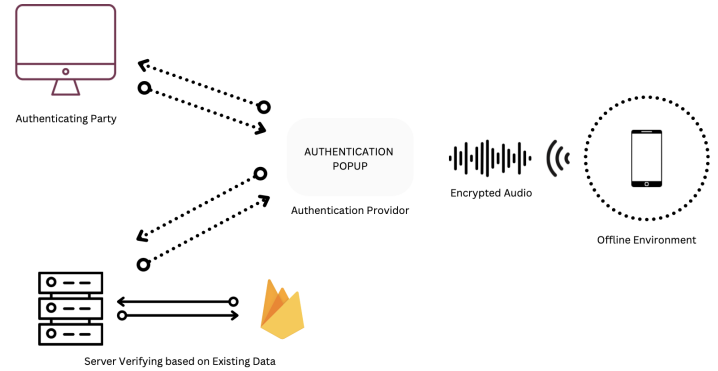 Authenticating Party
AUTHENTICATION
POPUP
Authentication Providor
Encrypted Audio
Offline Environment
Server Verifying based on Existing Data